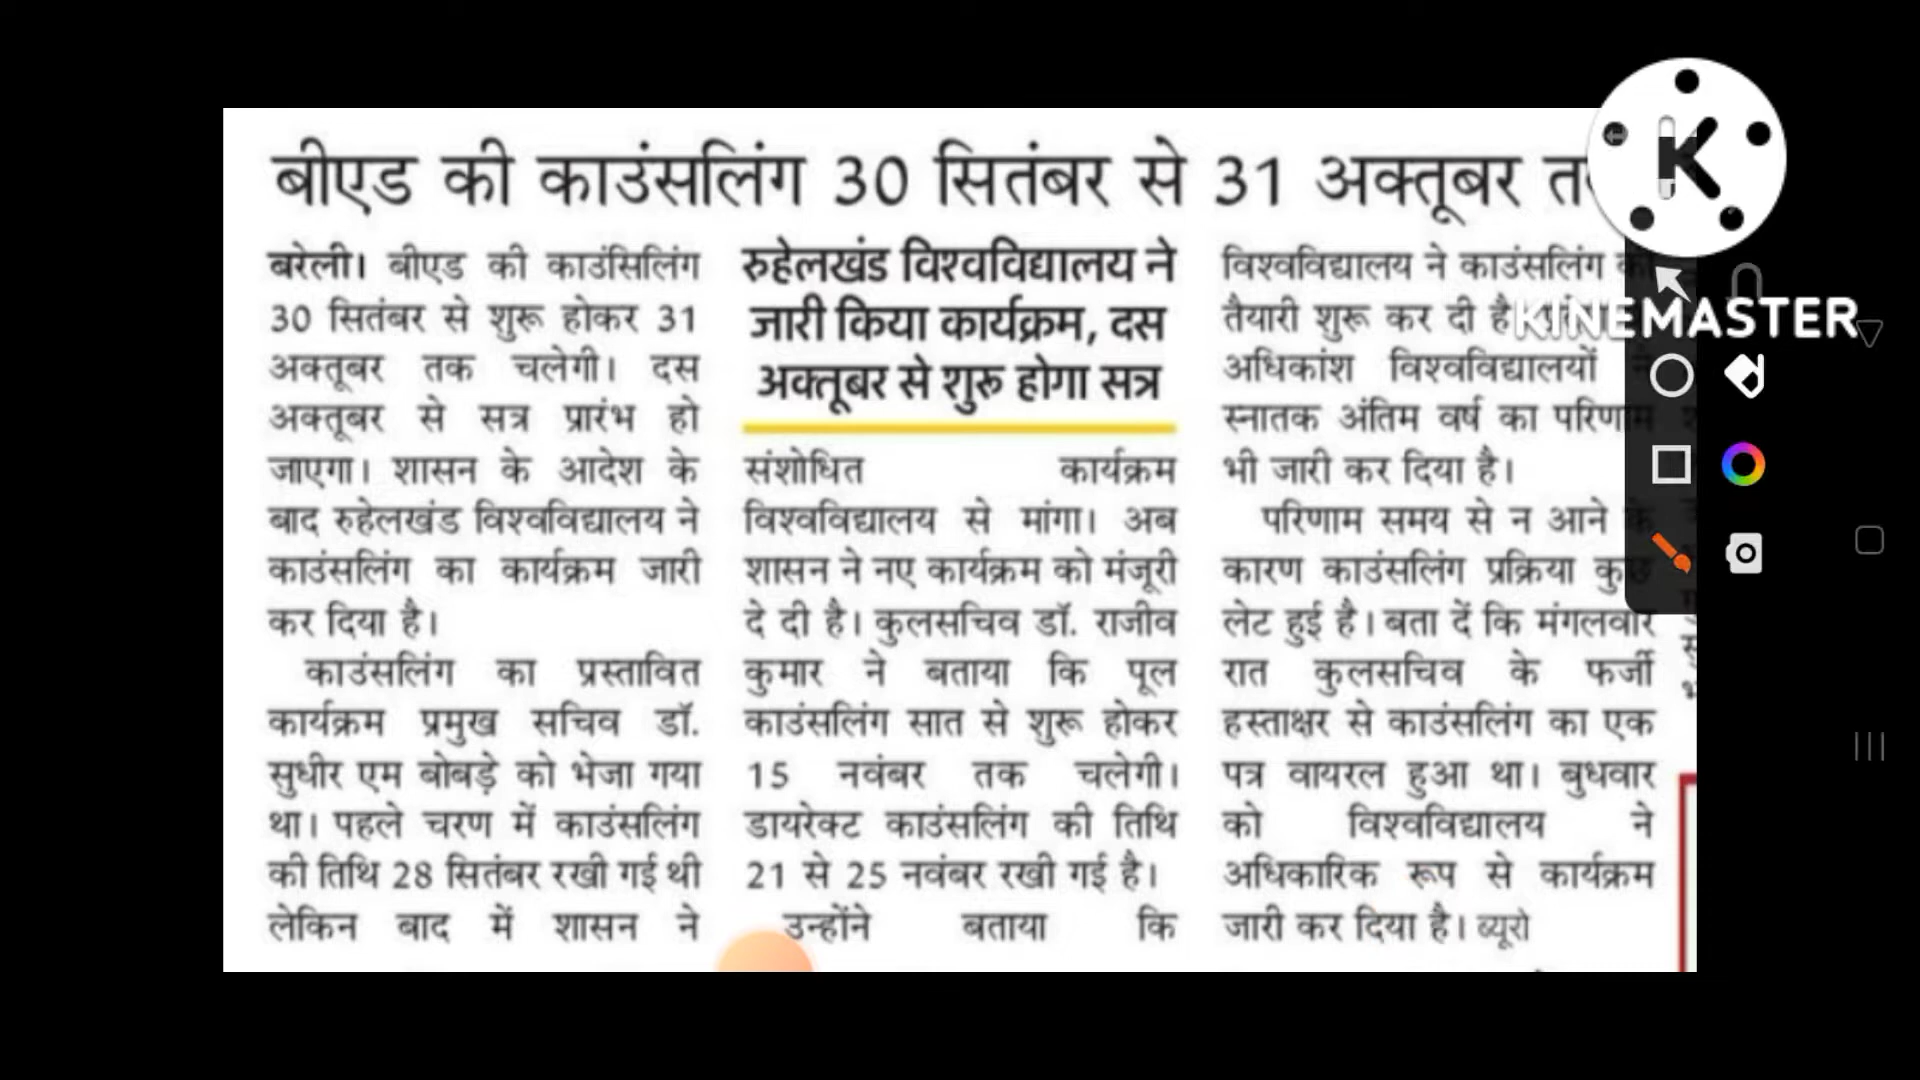 बीएड की काउंसलिंग 30 सितंबर से 31 अक्तूबर
बरेली। बीएड की काउंसिलिंग
30 सितंबर से शुरू होकर 31
अक्तूबर तक चलेगी। दस
अक्तूबर से सत्र प्रारंभ हो
जाएगा। शासन के आदेश के
बाद रुहेलखंड विश्वविद्यालय ने
काउंसलिंग का कार्यक्रम जारी
कर दिया है।
काउंसलिंग का प्रस्तावित
कार्यक्रम प्रमुख सचिव डॉ.
सुधीर एम बोबड़े को भेजा गया
था। पहले चरण में काउंसलिंग
की तिथि 28 सितंबर रखी गई थी
लेकिन बाद में शासन ने
रुहेलखंड विश्वविद्यालय ने
जारी किया कार्यक्रम, दस
अक्तूबर से शुरू होगा सत्र
संशोधित कार्यक्रम
विश्वविद्यालय से मांगा। अब
शासन ने नए कार्यक्रम को मंजूरी
दे दी है। कुलसचिव डॉ. राजीव
कुमार ने बताया कि पूल
काउंसलिंग सात से शुरू होकर
15 नवंबर तक चलेगी।
डायरेक्ट काउंसलिंग की तिथि
21 से 25 नवंबर रखी गई है।
उन्होंने बताया कि
विश्वविद्यालय ने काउंसलिंग की
तैयारी शुरू कर दी है।
अधिकांश विश्वविद्यालयों ने
स्नातक अंतिम वर्ष का परिणाम
भी जारी कर दिया है।
परिणाम समय से न आने के
कारण काउंसलिंग प्रक्रिया कुछ
लेट हुई है। बता दें कि मंगलवार
रात कुलसचिव के फर्जी
हस्ताक्षर से काउंसलिंग का एक
पत्र वायरल हुआ था। बुधवार
को विश्वविद्यालय ने
अधिकारिक रूप से कार्यक्रम
जारी कर दिया है। ब्यूरो
K
KINEMASTER